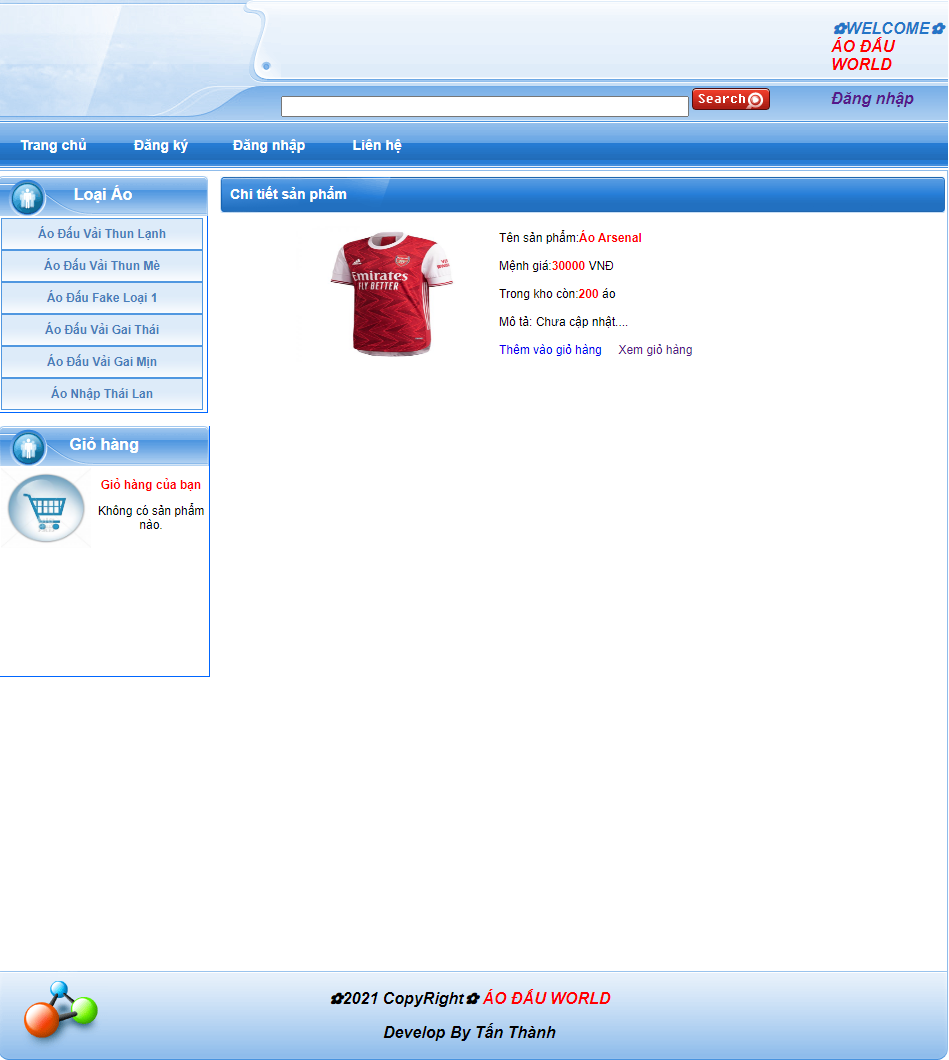 ✿WELCOME✿
ÁO ĐẤU
WORLD
Search
Đăng nhập
Trang chủ Đăng ký Đăng nhập Liên hệ
Loại Áo
Áo Đấu Vải Thun Lạnh
Áo Đấu Vải Thun Mè
Áo Đấu Fake Loại 1
Áo Đấu Vải Gai Thái
Áo Đấu Vải Gai Mịn
Áo Nhập Thái Lan
Giỏ hàng
Giỏ hàng của bạn
Không có sản phẩm
nào.
Chi tiết sản phẩm
Emirates
FLY BETTER
Tên sản phẩm:Áo Arsenal
Mệnh giá:30000 VNĐ
Trong kho còn:200 áo
Mô tả: Chưa cập nhật....
Thêm vào giỏ hàng Xem giỏ hàng
✿2021 CopyRight✿ ÁO ĐẤU WORLD
Develop By Tấn Thành